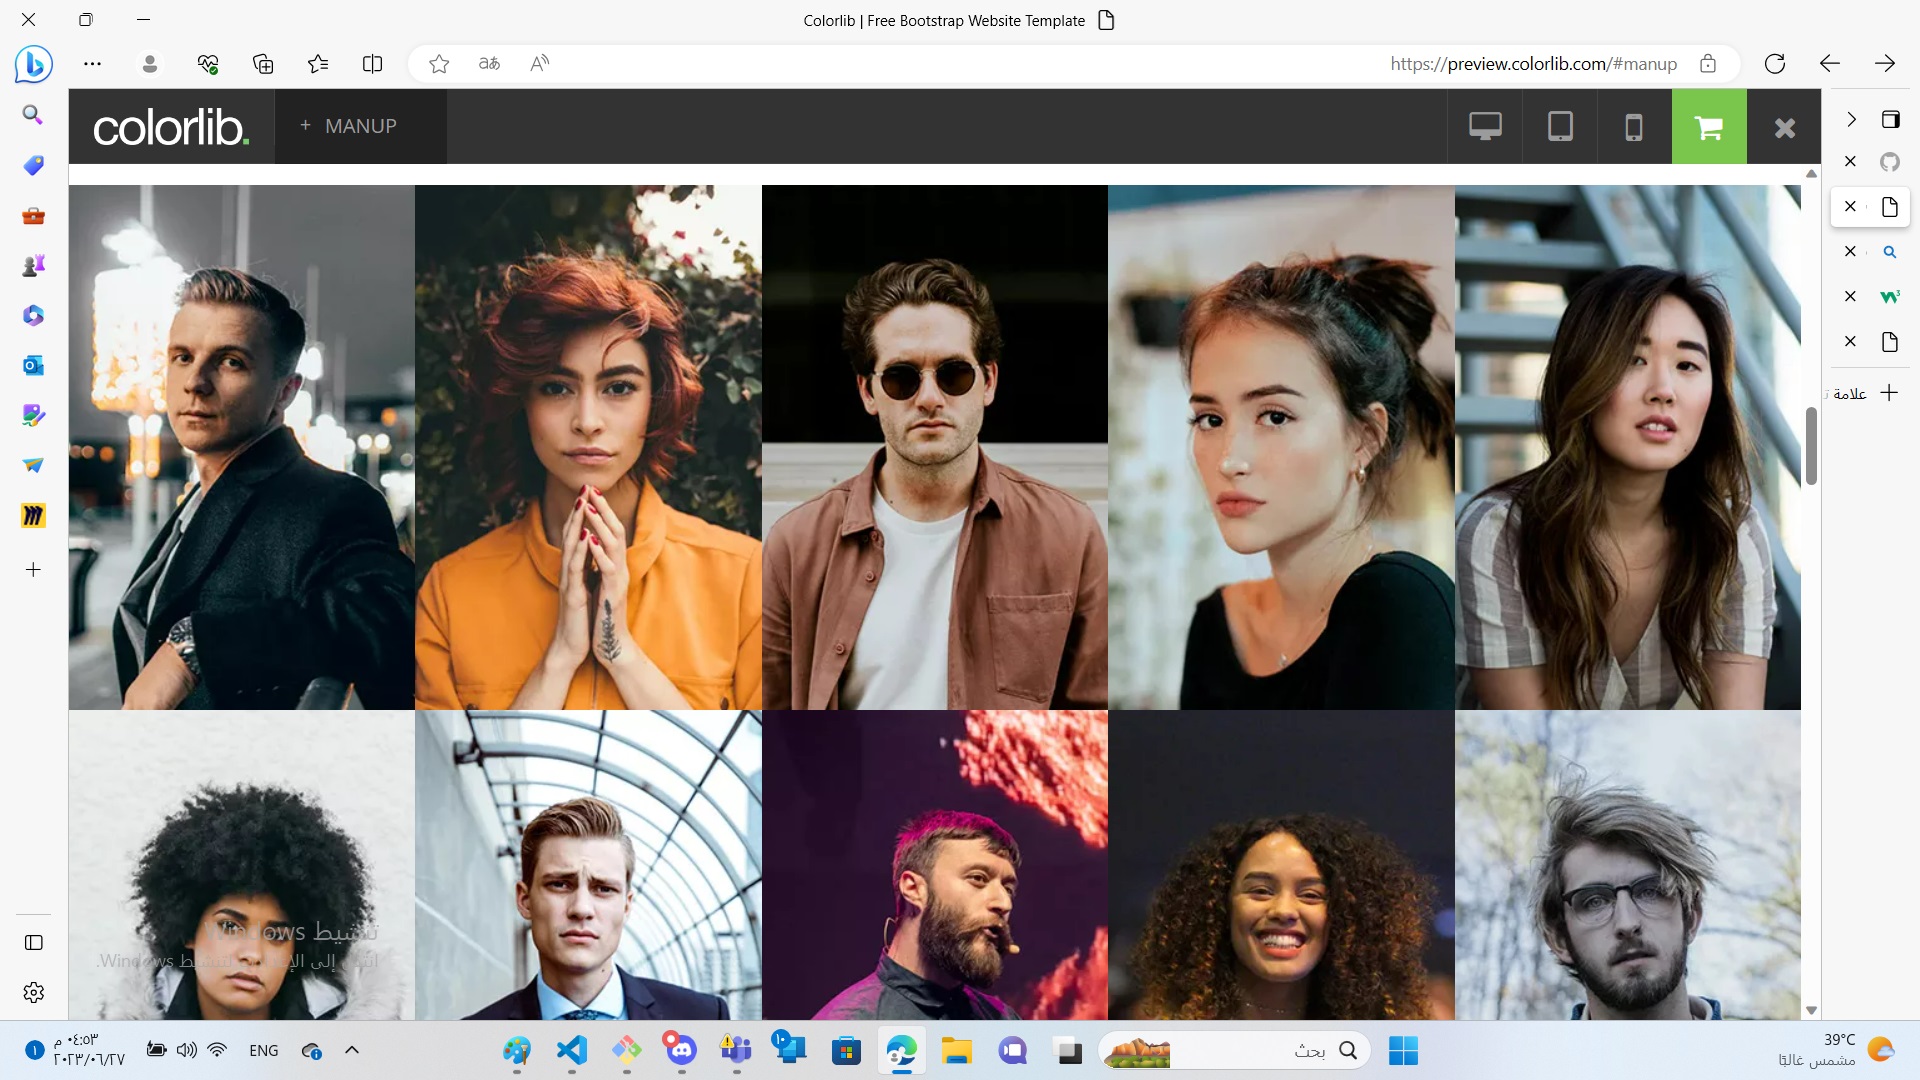 Colorlib | Free Bootstrap Website Template
https://preview.colorlib.com/#manup
colorlib.
+ MANUP
علامة ت
تنشيط Windows
انتقل إلى الإعدادات لتنشيط Windows.
39°C
مشمس غالبًا
بحث
ENG
٠٤:٥٣ م
٢٠٢٣/٠٦/٢٧
١